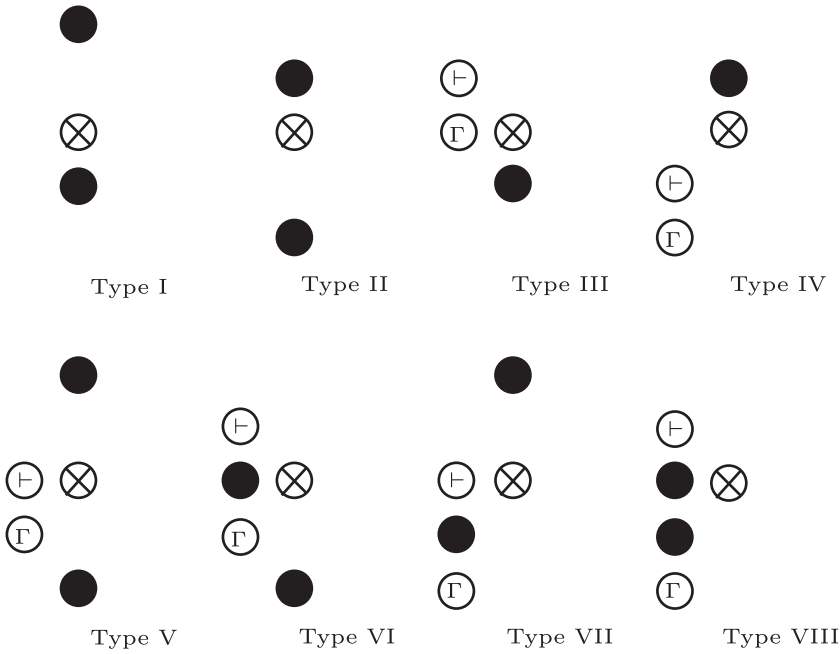 ⊢
Γ
⊢
Γ
Type I Type II Type III Type IV
⊢ ⊢
⊢ ⊢
Γ Γ
Γ Γ
Type V Type VI Type VII Type VIII